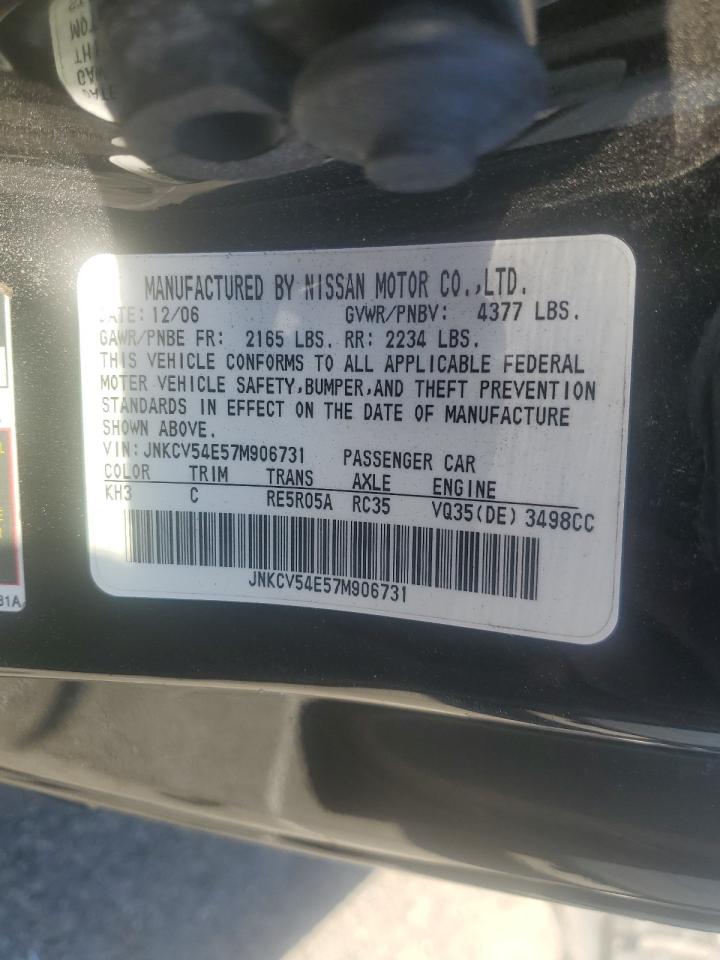 MANUFACTURED BY NISSAN MOTOR CO.,LTD.
DATE: 12/06 GVWR/PNBV: 4377 LBS.
GAWR/PNBE FR: 2165 LBS. RR: 2234 LBS.
THIS VEHICLE CONFORMS TO ALL APPLICABLE FEDERAL
MOTER VEHICLE SAFETY,BUMPER,AND THEFT PREVENTION
STANDARDS IN EFFECT ON THE DATE OF MANUFACTURE
SHOWN ABOVE.
VIN: JNKCV54E57M906731 PASSENGER CAR
COLOR TRIM TRANS AXLE ENGINE
KH3 C RE5R05A RC35 VQ35(DE) 3498CC
JNKCV54E57M906731
31A